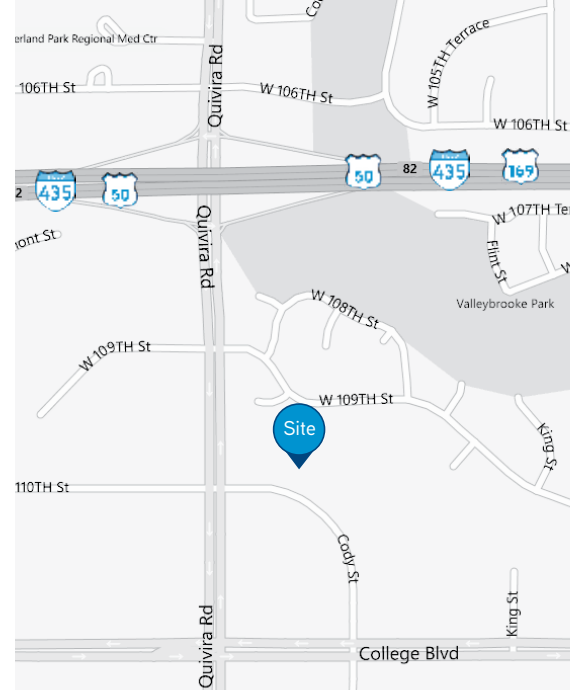 Quivira Rd
erland Park Regional Med Ctr
W 105TH Terrace
106TH St
W 106TH St
W 106TH St
82
50
435
169
435
50
W 107TH Ter
Quivira Rd
Flint St
Valleybrooke Park
W 108TH St
W 109TH St
W 109TH St
Site
King St
110TH St
Cody St
King St
Quivira Rd
College Blvd